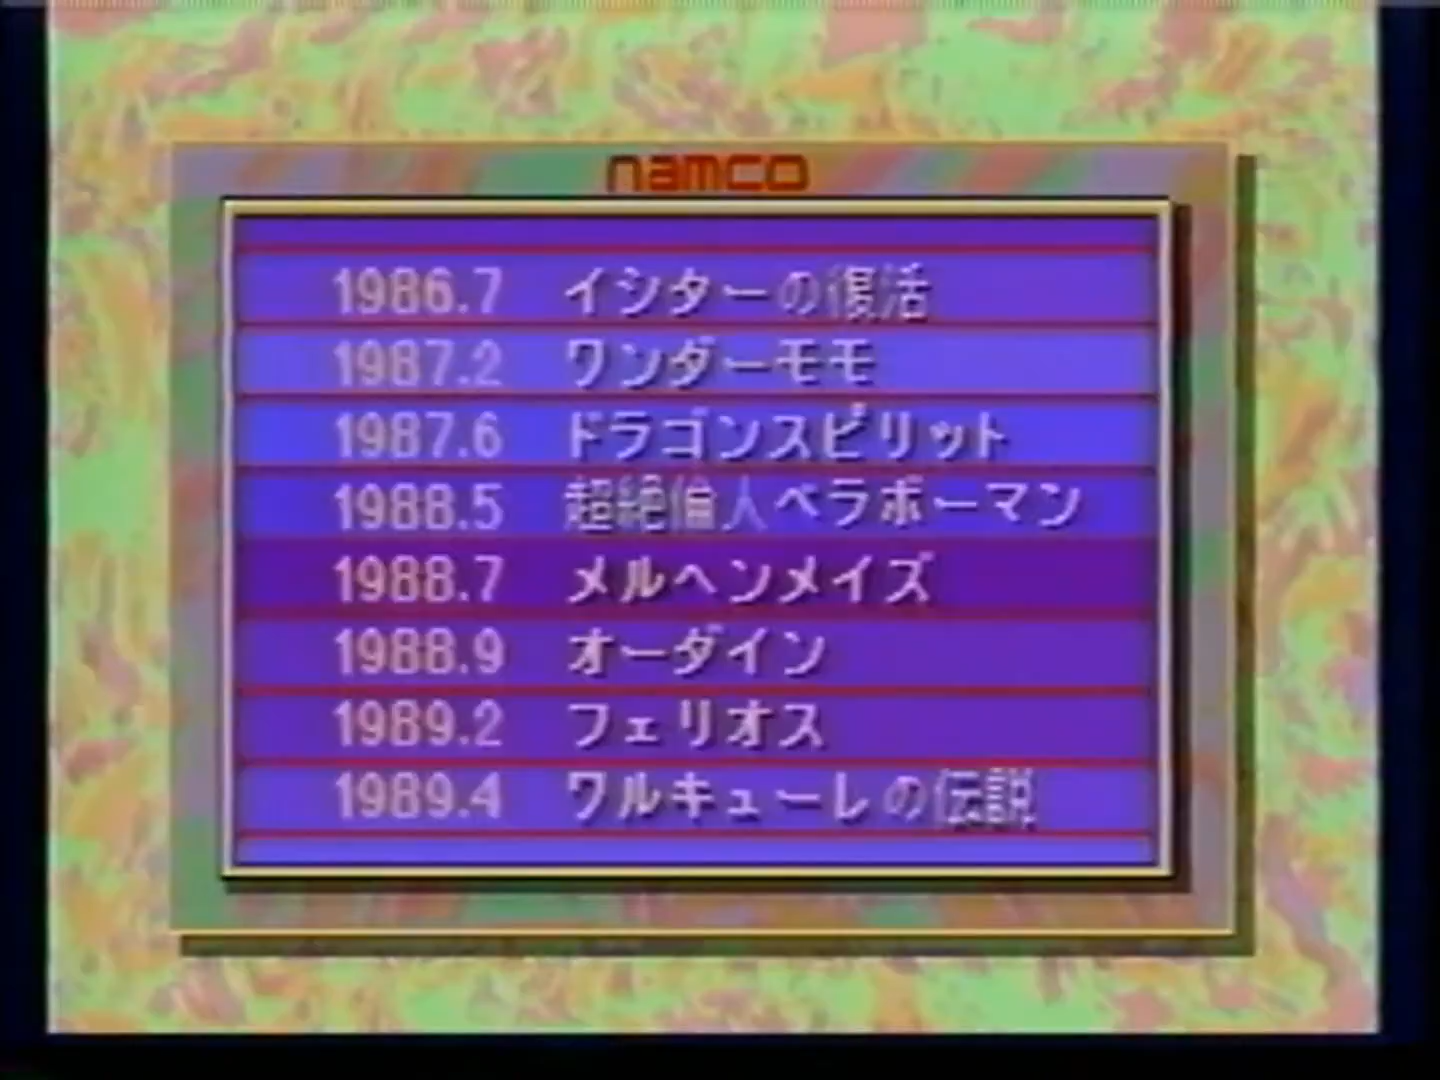 namco
1986.7 イシターの復活
1987.2 ワンダーモモ
1987.6 ドラゴンスピリット
1988.5 超絶倫人ベラボーマン
1988.7 メルヘンメイズ
1988.9 オーダイン
1989.2 フェリオス
1989.4 ワルキューレの伝説